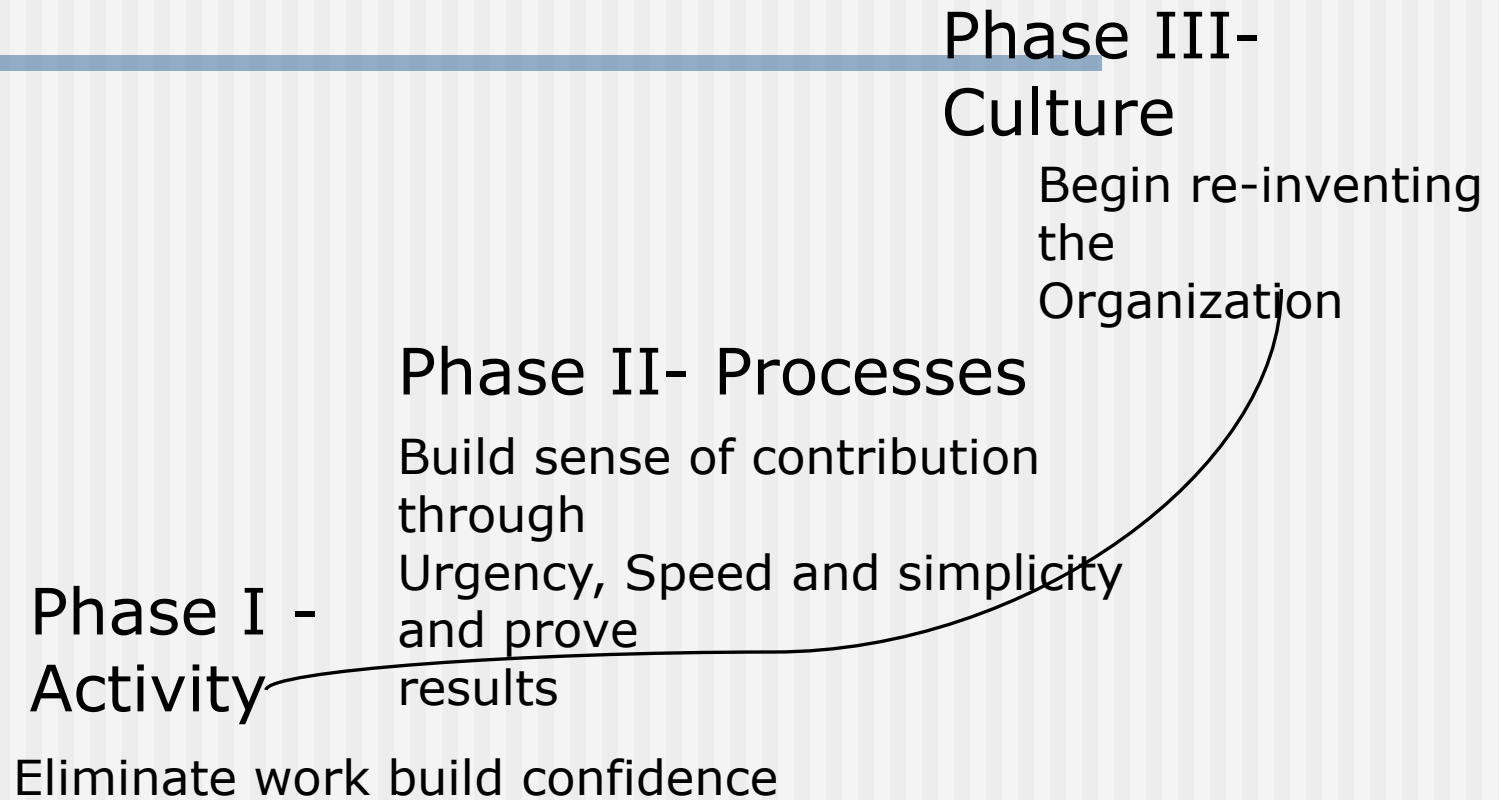 Phase III-
Culture
Begin re-inventing
the
Organization
Phase II- Processes
Build sense of contribution
through
Urgency, Speed and simplicity
and prove
results
Phase I -
Activity
Eliminate work build confidence